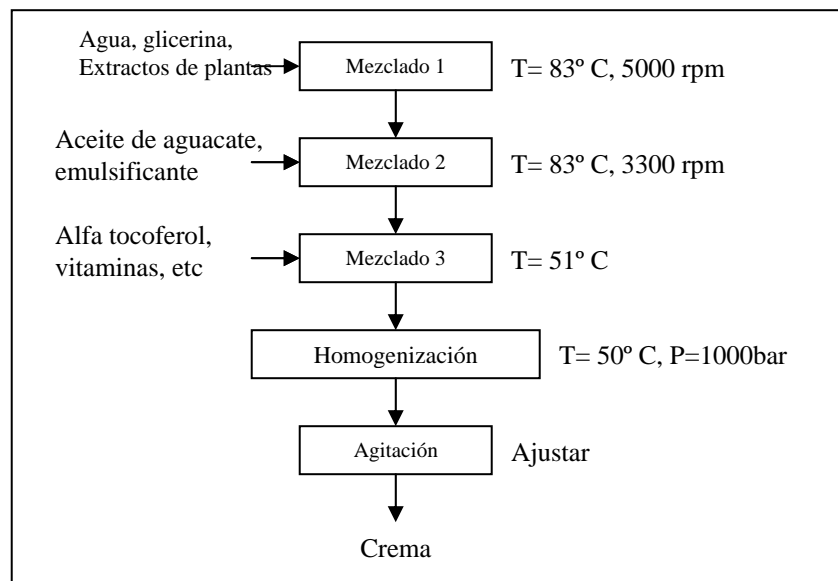 Agua, glicerina,
Extractos de plantas
Mezclado 1
T= 83º C, 5000 rpm
Aceite de aguacate,
emulsificante
Mezclado 2
T= 83º C, 3300 rpm
Alfa tocoferol,
vitaminas, etc
Mezclado 3
T= 51º C
Homogenización
T= 50º C, P=1000bar
Agitación
Ajustar
Crema